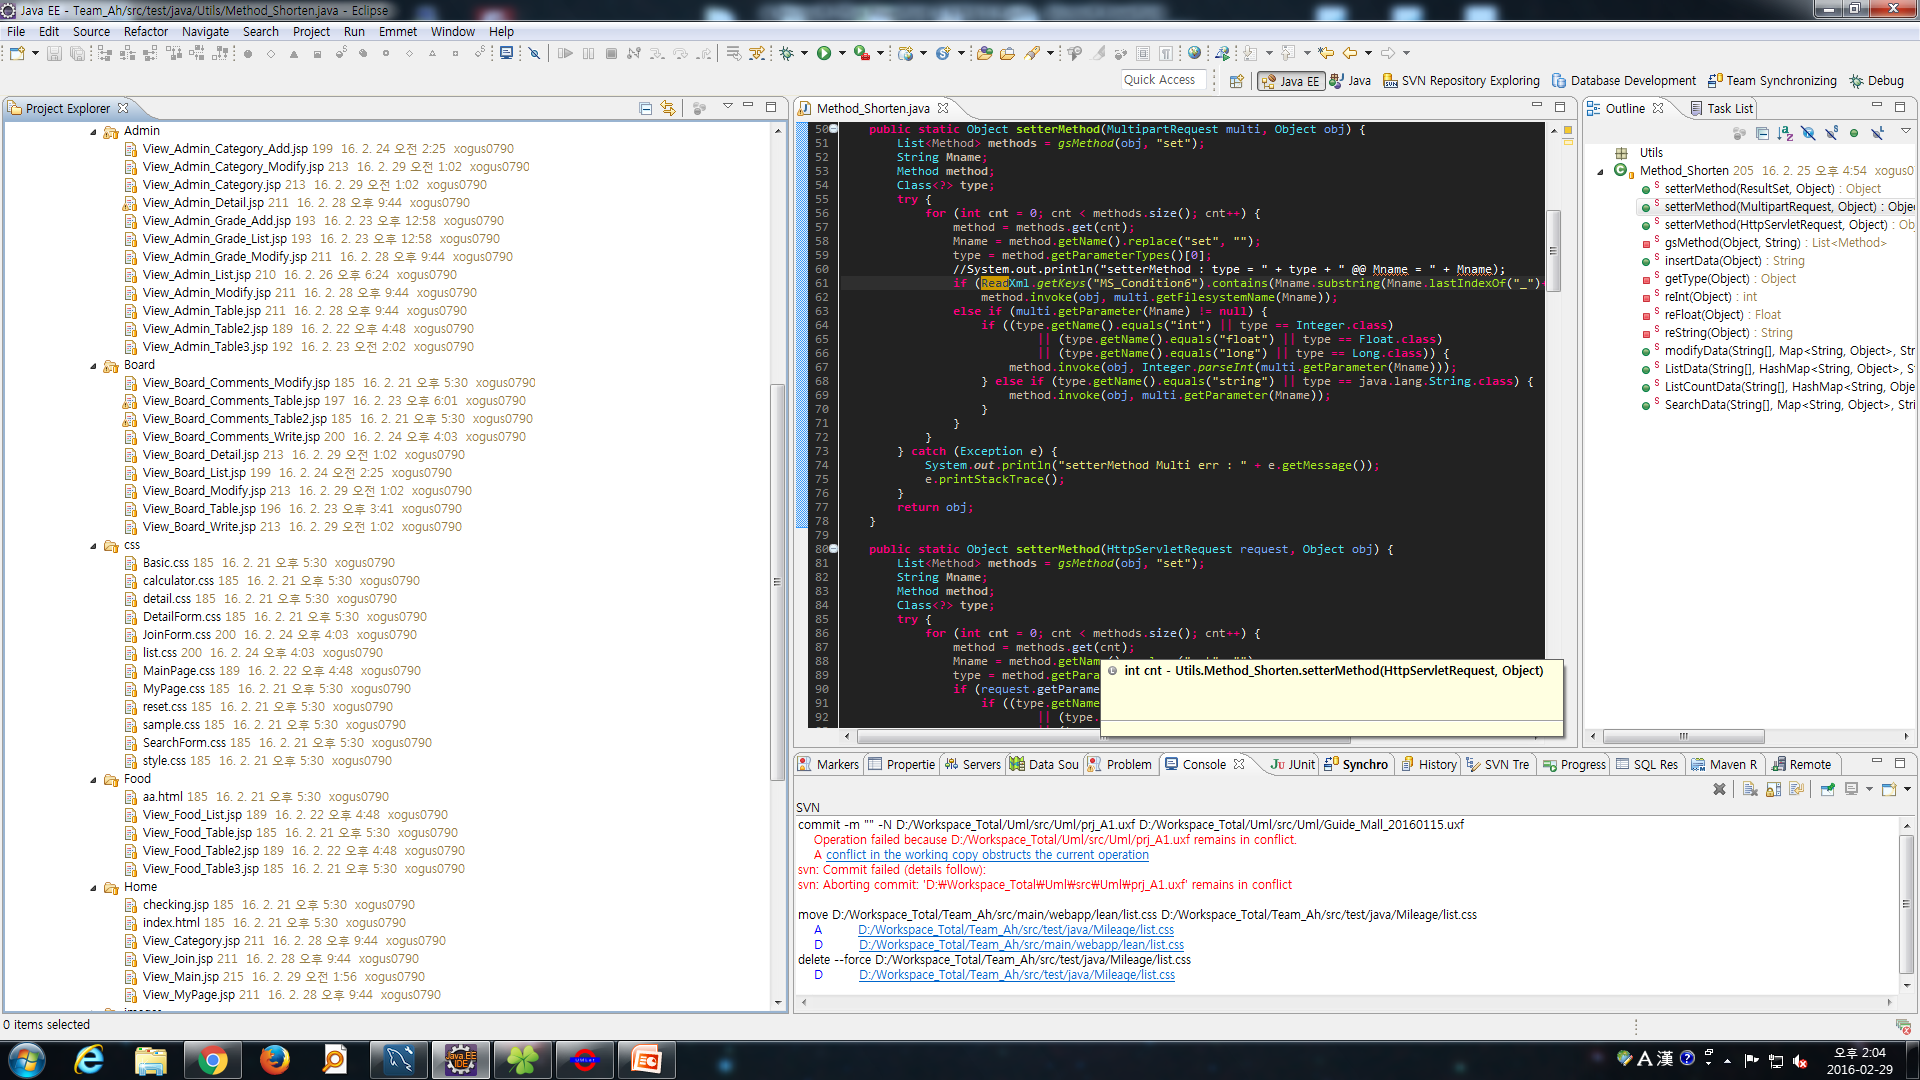 Java EE - Team_Ah/src/test/java/Utils/Method_Shorten.java - Eclipse
File Edit Source Refactor Navigate Search Project Run Emmet Window Help
Quick Access Java EE Java SVN Repository Exploring Database Development Team Synchronizing Debug
Project Explorer
Admin
View_Admin_Category_Add.jsp 199 16. 2. 24 오전 2:25 xogus0790
View_Admin_Category_Modify.jsp 213 16. 2. 29 오전 1:02 xogus0790
View_Admin_Category.jsp 213 16. 2. 29 오전 1:02 xogus0790
View_Admin_Detail.jsp 211 16. 2. 28 오후 9:44 xogus0790
View_Admin_Grade_Add.jsp 193 16. 2. 23 오후 12:58 xogus0790
View_Admin_Grade_List.jsp 193 16. 2. 23 오후 12:58 xogus0790
View_Admin_Grade_Modify.jsp 211 16. 2. 28 오후 9:44 xogus0790
View_Admin_List.jsp 210 16. 2. 26 오후 6:24 xogus0790
View_Admin_Modify.jsp 211 16. 2. 28 오후 9:44 xogus0790
View_Admin_Table.jsp 211 16. 2. 28 오후 9:44 xogus0790
View_Admin_Table2.jsp 189 16. 2. 22 오후 4:48 xogus0790
View_Admin_Table3.jsp 192 16. 2. 23 오후 2:02 xogus0790
Board
View_Board_Comments_Modify.jsp 185 16. 2. 21 오후 5:30 xogus0790
View_Board_Comments_Table.jsp 197 16. 2. 23 오후 6:01 xogus0790
View_Board_Comments_Table2.jsp 185 16. 2. 21 오후 5:30 xogus0790
View_Board_Comments_Write.jsp 200 16. 2. 24 오후 4:03 xogus0790
View_Board_Detail.jsp 213 16. 2. 29 오전 1:02 xogus0790
View_Board_List.jsp 199 16. 2. 24 오전 2:25 xogus0790
View_Board_Modify.jsp 213 16. 2. 29 오전 1:02 xogus0790
View_Board_Table.jsp 196 16. 2. 23 오후 3:41 xogus0790
View_Board_Write.jsp 213 16. 2. 29 오전 1:02 xogus0790
css
Basic.css 185 16. 2. 21 오후 5:30 xogus0790
calculator.css 185 16. 2. 21 오후 5:30 xogus0790
detail.css 185 16. 2. 21 오후 5:30 xogus0790
DetailForm.css 185 16. 2. 21 오후 5:30 xogus0790
JoinForm.css 200 16. 2. 24 오후 4:03 xogus0790
list.css 200 16. 2. 24 오후 4:03 xogus0790
MainPage.css 189 16. 2. 22 오후 4:48 xogus0790
MyPage.css 185 16. 2. 21 오후 5:30 xogus0790
reset.css 185 16. 2. 21 오후 5:30 xogus0790
sample.css 185 16. 2. 21 오후 5:30 xogus0790
SearchForm.css 185 16. 2. 21 오후 5:30 xogus0790
style.css 185 16. 2. 21 오후 5:30 xogus0790
Food
aa.html 185 16. 2. 21 오후 5:30 xogus0790
View_Food_List.jsp 189 16. 2. 22 오후 4:48 xogus0790
View_Food_Table.jsp 185 16. 2. 21 오후 5:30 xogus0790
View_Food_Table2.jsp 189 16. 2. 22 오후 4:48 xogus0790
View_Food_Table3.jsp 185 16. 2. 21 오후 5:30 xogus0790
Home
checking.jsp 185 16. 2. 21 오후 5:30 xogus0790
index.html 185 16. 2. 21 오후 5:30 xogus0790
View_Category.jsp 211 16. 2. 28 오후 9:44 xogus0790
View_Join.jsp 211 16. 2. 28 오후 9:44 xogus0790
View_Main.jsp 215 16. 2. 29 오전 1:56 xogus0790
View_MyPage.jsp 211 16. 2. 28 오후 9:44 xogus0790
0 items selected
Method_Shorten.java
50 public static Object setterMethod(MultipartRequest multi, Object obj) {
51 List<Method> methods = gsMethod(obj, "set");
52 String Mname;
53 Method method;
54 Class<?> type;
55 try {
56 for (int cnt = 0; cnt < methods.size(); cnt++) {
57 method = methods.get(cnt);
58 Mname = method.getName().replace("set", "");
59 type = method.getParameterTypes()[0];
60 //System.out.println("setterMethod : type = " + type + " @@ Mname = " + Mname);
61 if (ReadXml.getKeys("MS_Condition6").contains(Mname.substring(Mname.lastIndexOf("_")
62 method.invoke(obj, multi.getFilesystemName(Mname));
63 else if (multi.getParameter(Mname) != null) {
64 if ((type.getName().equals("int") || type == Integer.class)
65 || (type.getName().equals("float") || type == Float.class)
66 || (type.getName().equals("long") || type == Long.class)) {
67 method.invoke(obj, Integer.parseInt(multi.getParameter(Mname)));
68 } else if (type.getName().equals("string") || type == java.lang.String.class) {
69 method.invoke(obj, multi.getParameter(Mname));
70 }
71 }
72 }
73 } catch (Exception e) {
74 System.out.println("setterMethod Multi err : " + e.getMessage());
75 e.printStackTrace();
76 }
77 return obj;
78 }
79
80 public static Object setterMethod(HttpServletRequest request, Object obj) {
81 List<Method> methods = gsMethod(obj, "set");
82 String Mname;
83 Method method;
84 Class<?> type;
85 try {
86 for (int cnt = 0; cnt < methods.size(); cnt++) {
87 method = methods.get(cnt);
88 Mname = method.getNam
89 type = method.getPara
90 if (request.getParame
91 if ((type.getName
92 || (type.
int cnt - Utils.Method_Shorten.setterMethod(HttpServletRequest, Object)
Outline Task List
Utils
Method_Shorten 205 16. 2. 25 오후 4:54 xogus0
setterMethod(ResultSet, Object) : Object
setterMethod(MultipartRequest, Object) : Obje
setterMethod(HttpServletRequest, Object) : Ob
gsMethod(Object, String) : List<Method>
insertData(Object) : String
getType(Object) : Object
reInt(Object) : int
reFloat(Object) : Float
reString(Object) : String
modifyData(String[], Map<String, Object>, Str
ListData(String[], HashMap<String, Object>, S
ListCountData(String[], HashMap<String, Obje
SearchData(String[], Map<String, Object>, Stri
Markers Propertie Servers Data Sou Problem Console JUnit Synchro History SVN Tre Progress SQL Res Maven R Remote
SVN
commit -m "" -N D:/Workspace_Total/Uml/src/Uml/prj_A1.uxf D:/Workspace_Total/Uml/src/Uml/Guide_Mall_20160115.uxf
Operation failed because D:/Workspace_Total/Uml/src/Uml/prj_A1.uxf remains in conflict.
A conflict in the working copy obstructs the current operation
svn: Commit failed (details follow):
svn: Aborting commit: 'D:₩Workspace_Total₩Uml₩src₩Uml₩prj_A1.uxf' remains in conflict
move D:/Workspace_Total/Team_Ah/src/main/webapp/lean/list.css D:/Workspace_Total/Team_Ah/src/test/java/Mileage/list.css
A D:/Workspace_Total/Team_Ah/src/test/java/Mileage/list.css
D D:/Workspace_Total/Team_Ah/src/main/webapp/lean/list.css
delete --force D:/Workspace_Total/Team_Ah/src/test/java/Mileage/list.css
D D:/Workspace_Total/Team_Ah/src/test/java/Mileage/list.css
Java EE IDE
A 漢
오후 2:04
2016-02-29